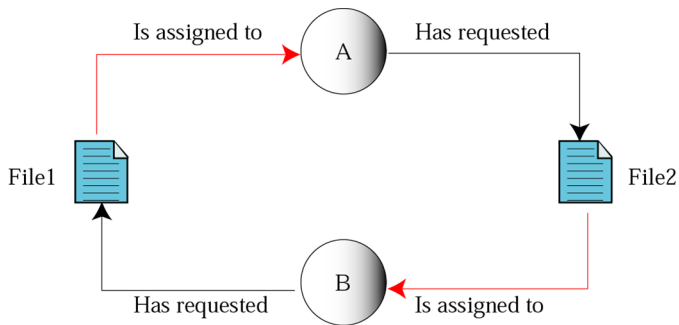 Is assigned to
A
Has requested
File1
File2
B
Has requested
Is assigned to